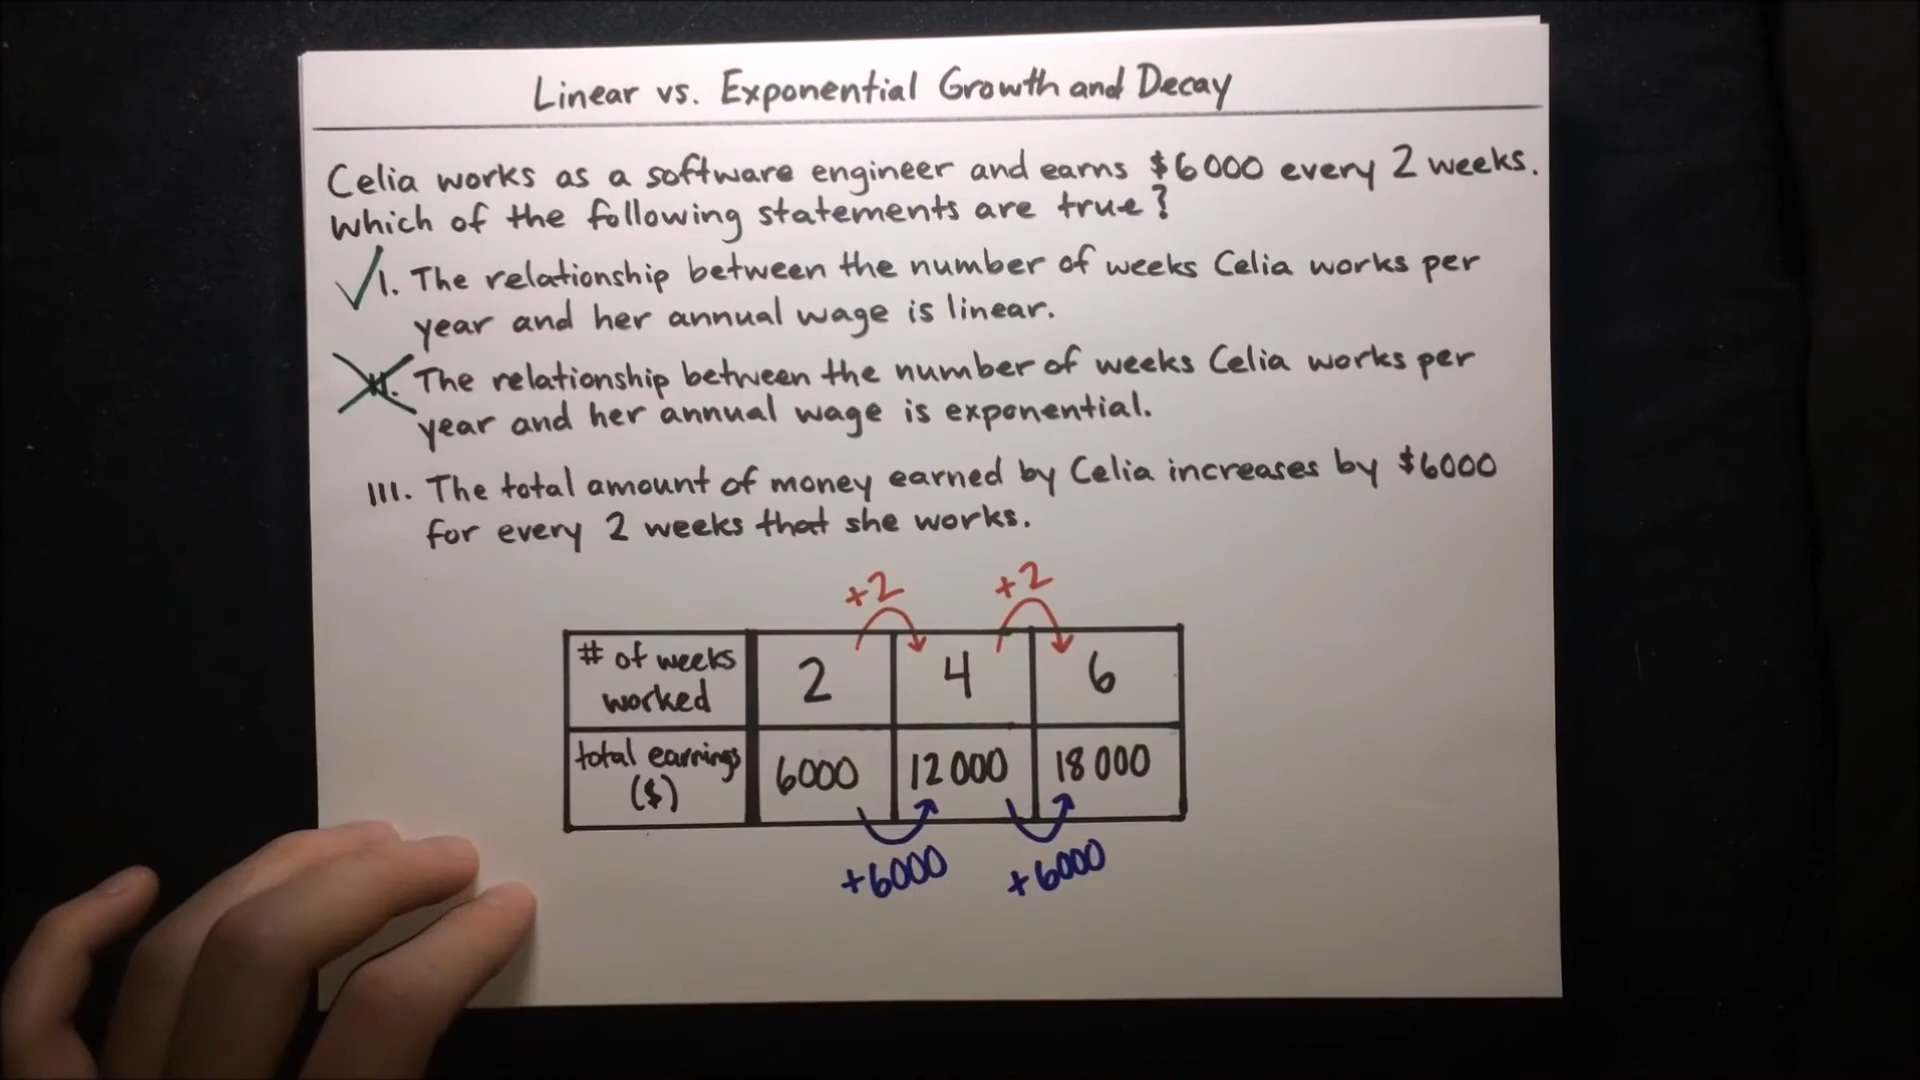 Linear vs. Exponential Growth and Decay
Celia works as a software engineer and earns $6000 every 2 weeks.
Which of the following statements are true?
I. The relationship between the number of weeks Celia works per
year and her annual wage is linear.
II. The relationship between the number of weeks Celia works per
year and her annual wage is exponential.
III. The total amount of money earned by Celia increases by $6000
for every 2 weeks that she works.
+2 +2
# of weeks
worked
2 4 6
total earnings
($)
6000 12 000 18 000
+6000 +6000